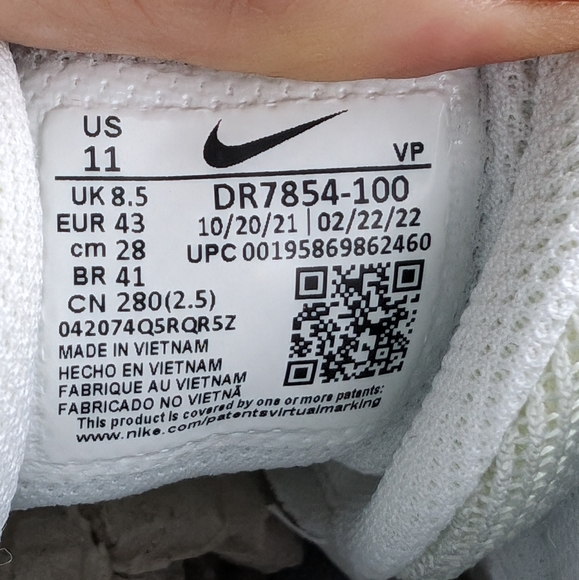 US
11
VP
UK 8.5
EUR 43
cm 28
BR 41
CN 280(2.5)
DR7854-100
10/20/21 | 02/22/22
UPC 00195869862460
042074Q5RQR5Z
MADE IN VIETNAM
HECHO EN VIETNAM
FABRIQUE AU VIETNAM
FABRICADO NO VIETNÃ
This product is covered by one or more patents:
www.nike.com/patentsvirtualmarking